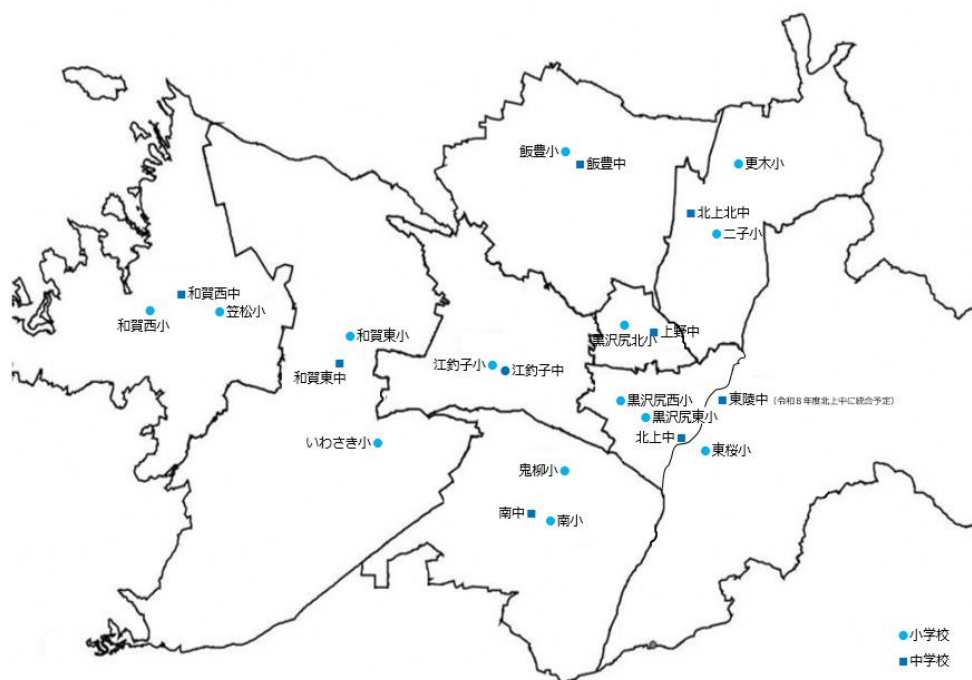 飯豊小
飯豊中
更木小
北上北中
二子小
和賀西中
和賀西小
笠松小
和賀東小
和賀東中
黒沢尻北小
上野中
江釣子小
江釣子中
黒沢尻西小
東陵中（令和８年度北上中に統合予定）
黒沢尻東小
北上中
東桜小
いわさき小
鬼柳小
南中
南小
小学校
中学校